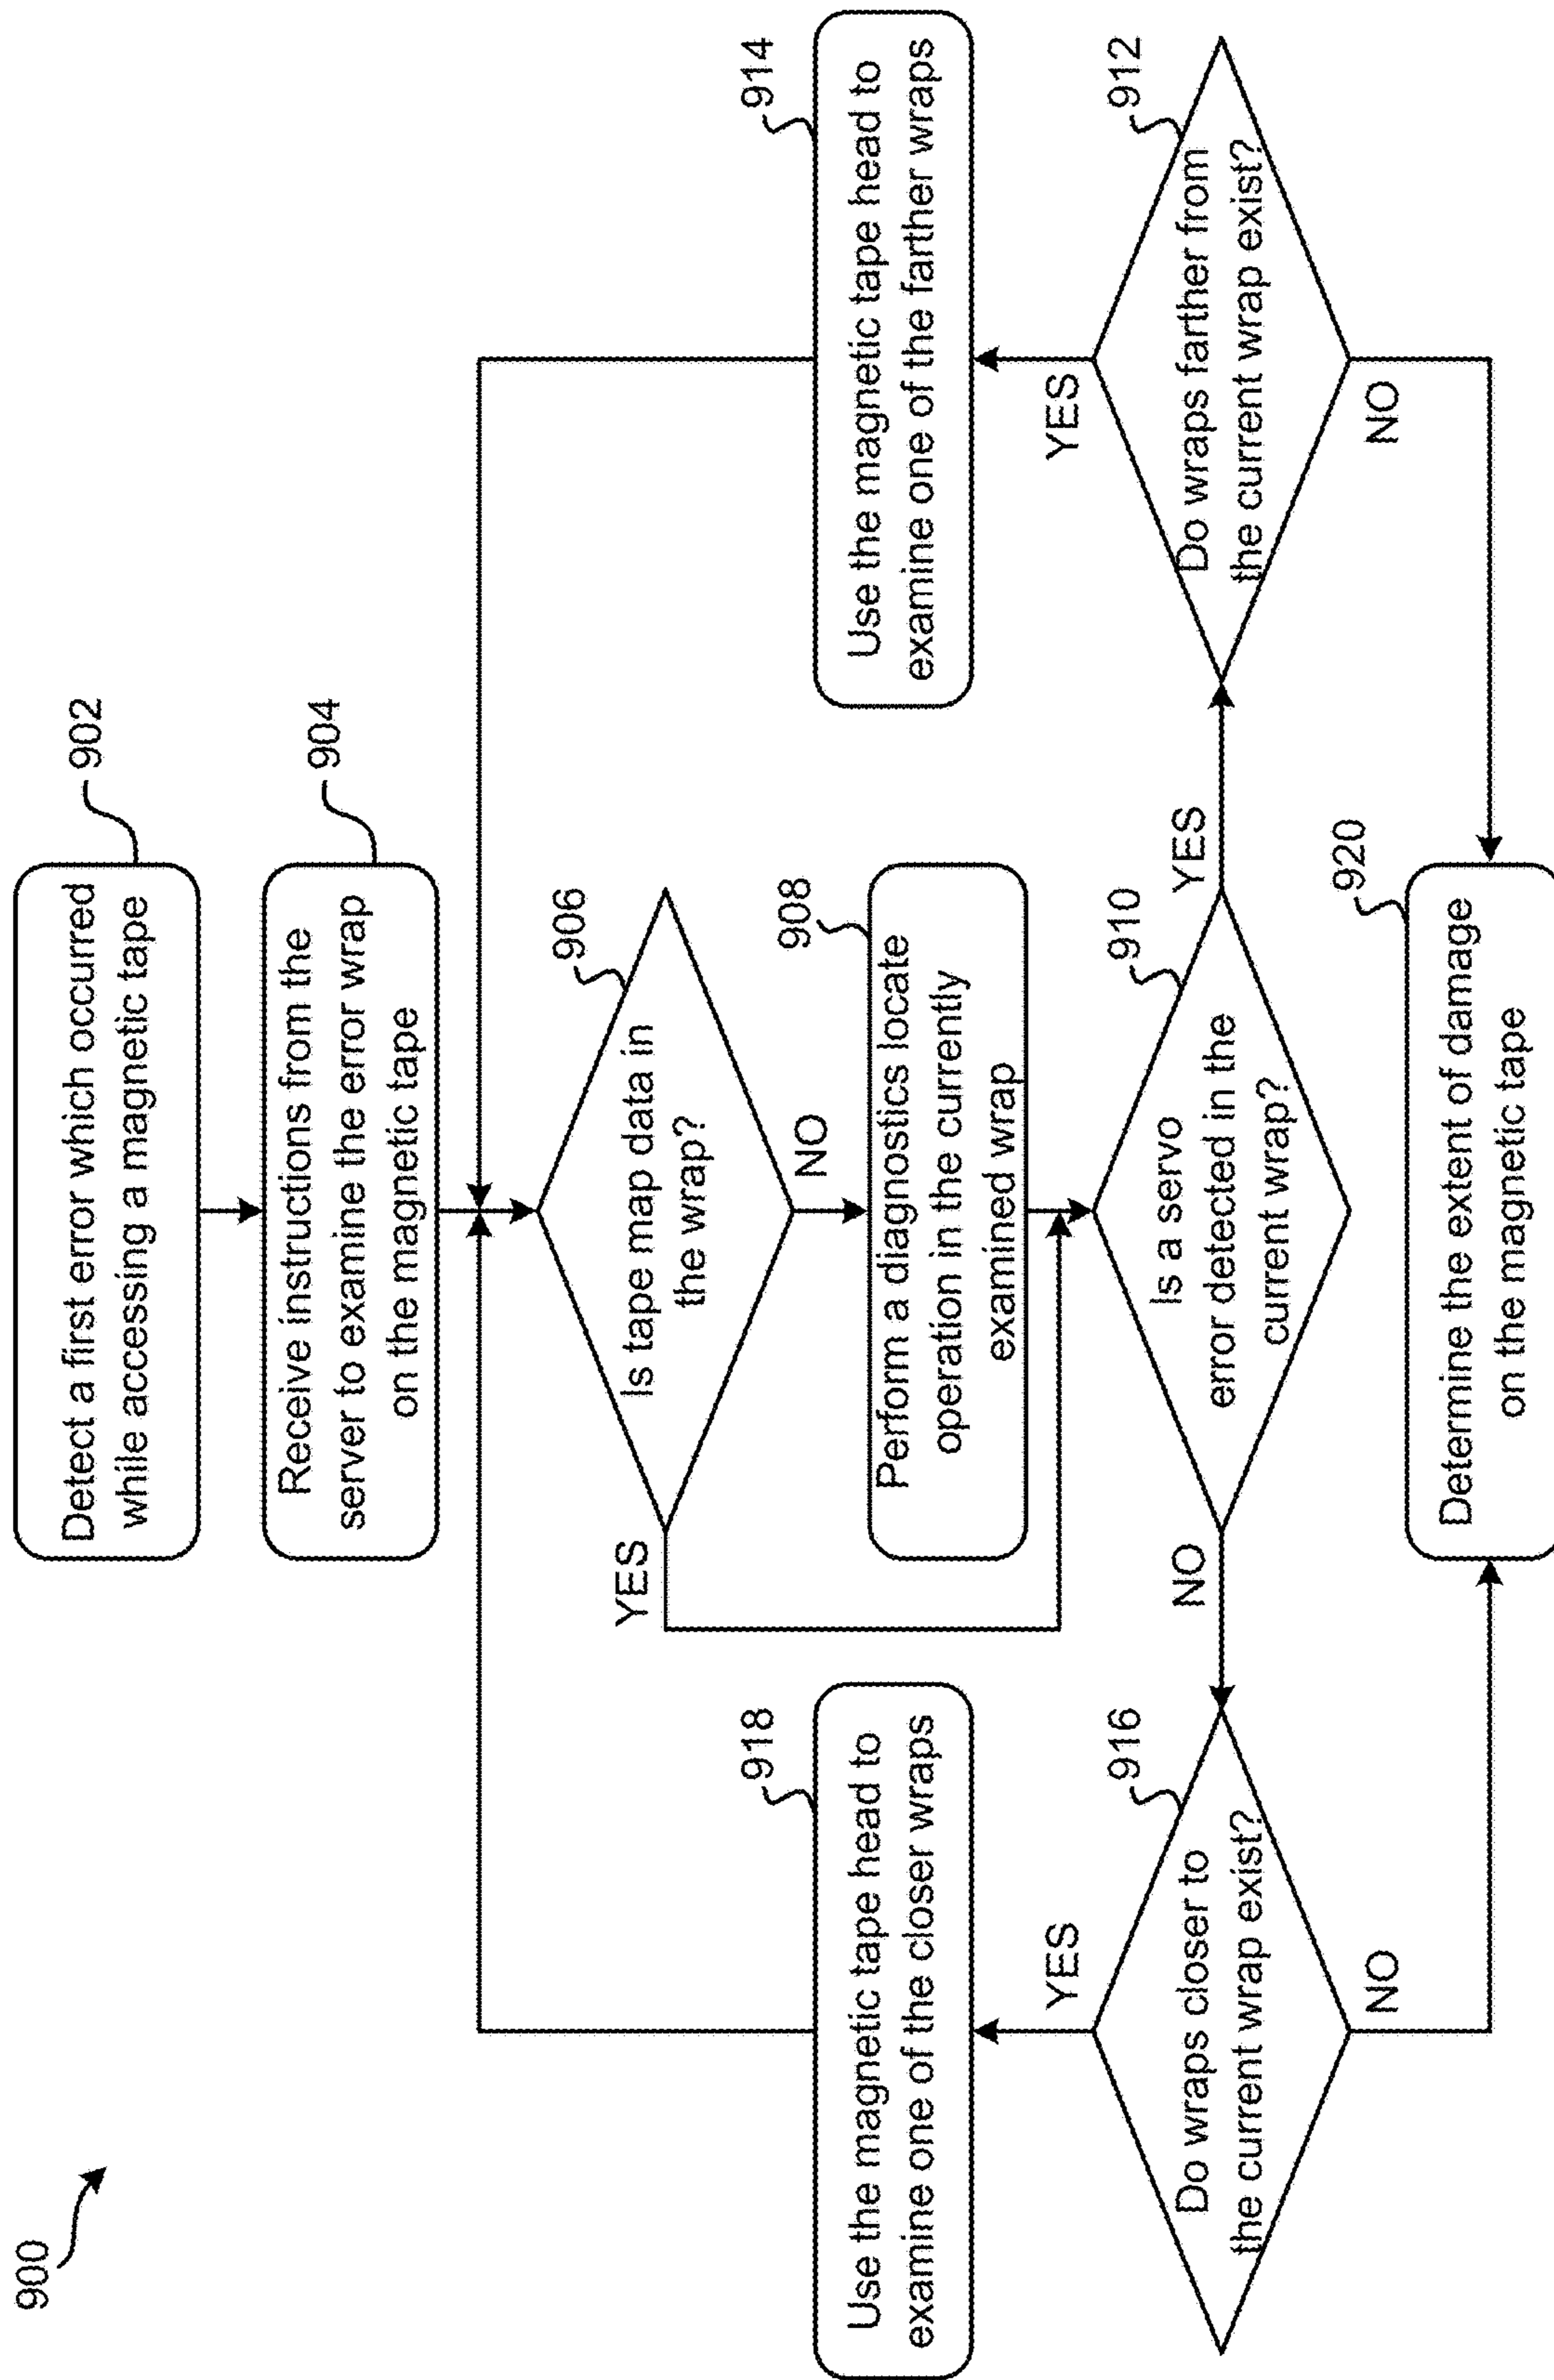 900
902
Detect a first error which occurred
while accessing a magnetic tape
904
Receive instructions from the
server to examine the error wrap
on the magnetic tape
906
Is tape map data in
the wrap?
YES
NO
908
Perform a diagnostics locate
operation in the currently
examined wrap
910
Is a servo
error detected in the
current wrap?
NO
YES
918
Use the magnetic tape head to
examine one of the closer wraps
YES
916
Do wraps closer to
the current wrap exist?
NO
914
Use the magnetic tape head to
examine one of the farther wraps
YES
912
Do wraps farther from
the current wrap exist?
NO
920
Determine the extent of damage
on the magnetic tape